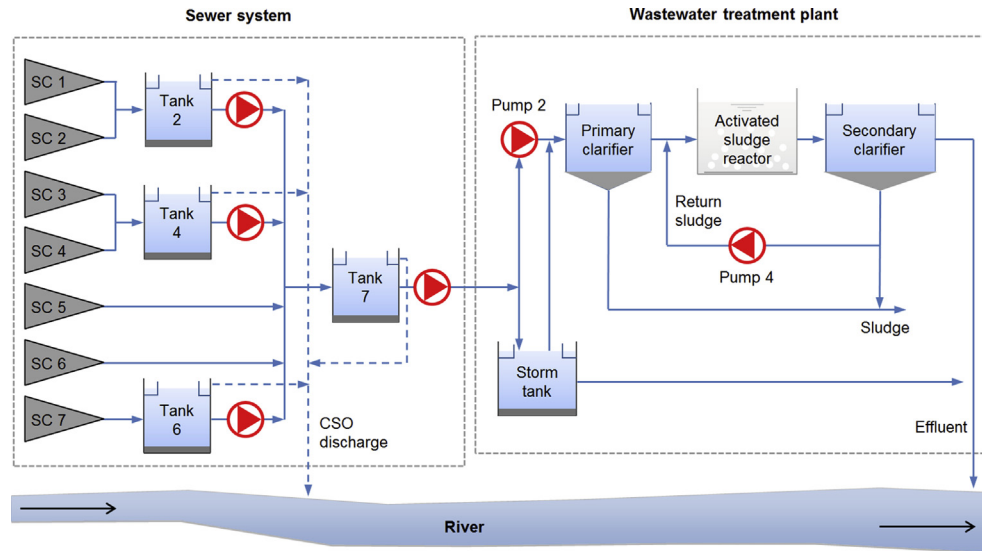 Sewer system
Wastewater treatment plant
SC 1
SC 2
Tank
2
SC 3
SC 4
Tank
4
SC 5
SC 6
SC 7
Tank
6
Tank
7
CSO
discharge
Pump 2
Primary
clarifier
Activated
sludge
reactor
Secondary
clarifier
Return
sludge
Pump 4
Sludge
Storm
tank
Effluent
River